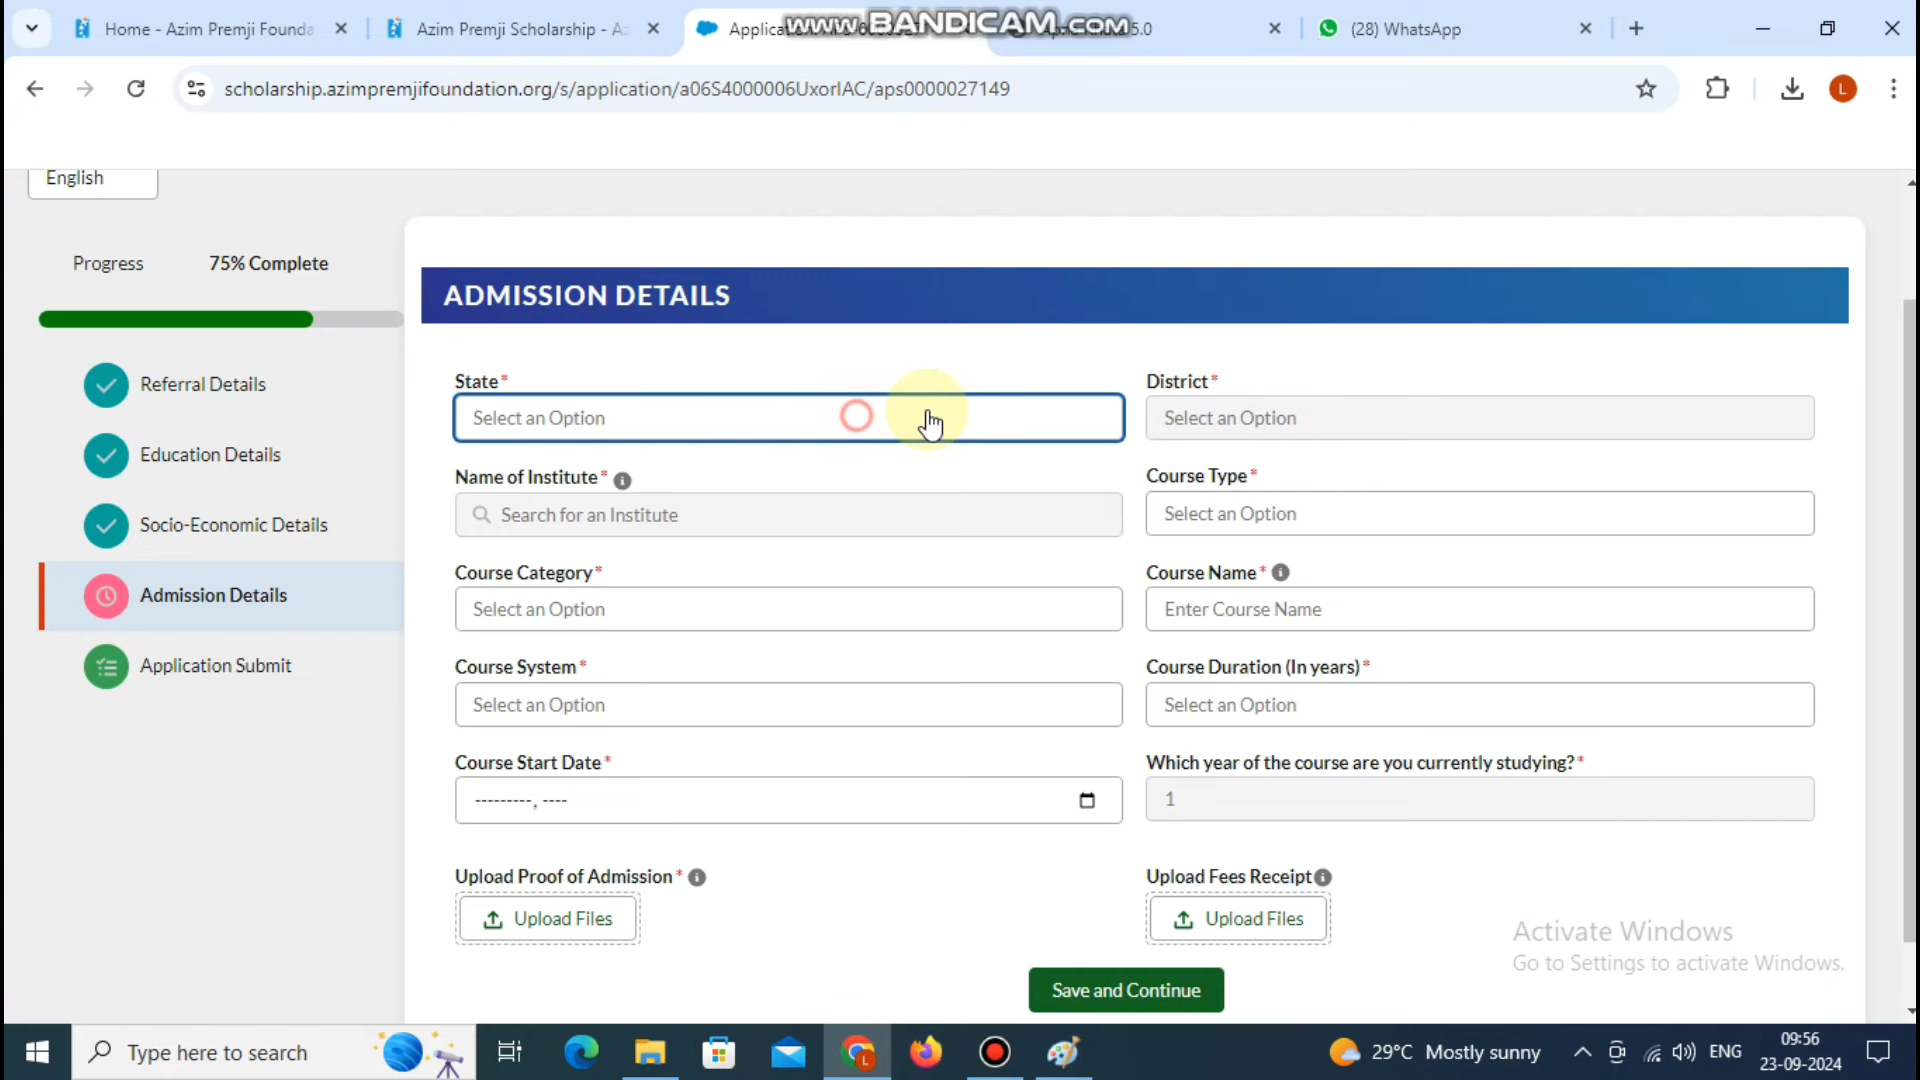 Home - Azim Premji Founda
Azim Premji Scholarship - Az
Applica
5.0
(28) WhatsApp
www.BANDICAM.com
scholarship.azimpremjifoundation.org/s/application/a06S4000006UxorIAC/aps0000027149
L
English
Progress
75% Complete
ADMISSION DETAILS
Referral Details
Education Details
Socio-Economic Details
Admission Details
Application Submit
State*
District*
Select an Option
Select an Option
Name of Institute*
Course Type*
Search for an Institute
Select an Option
Course Category*
Course Name*
Select an Option
Enter Course Name
Course System*
Course Duration (In years)*
Select an Option
Select an Option
Course Start Date*
Which year of the course are you currently studying?*
---------, ----
1
Upload Proof of Admission*
Upload Fees Receipt
Upload Files
Upload Files
Activate Windows
Go to Settings to activate Windows.
Save and Continue
Type here to search
L
29°C Mostly sunny
ENG
09:56
23-09-2024